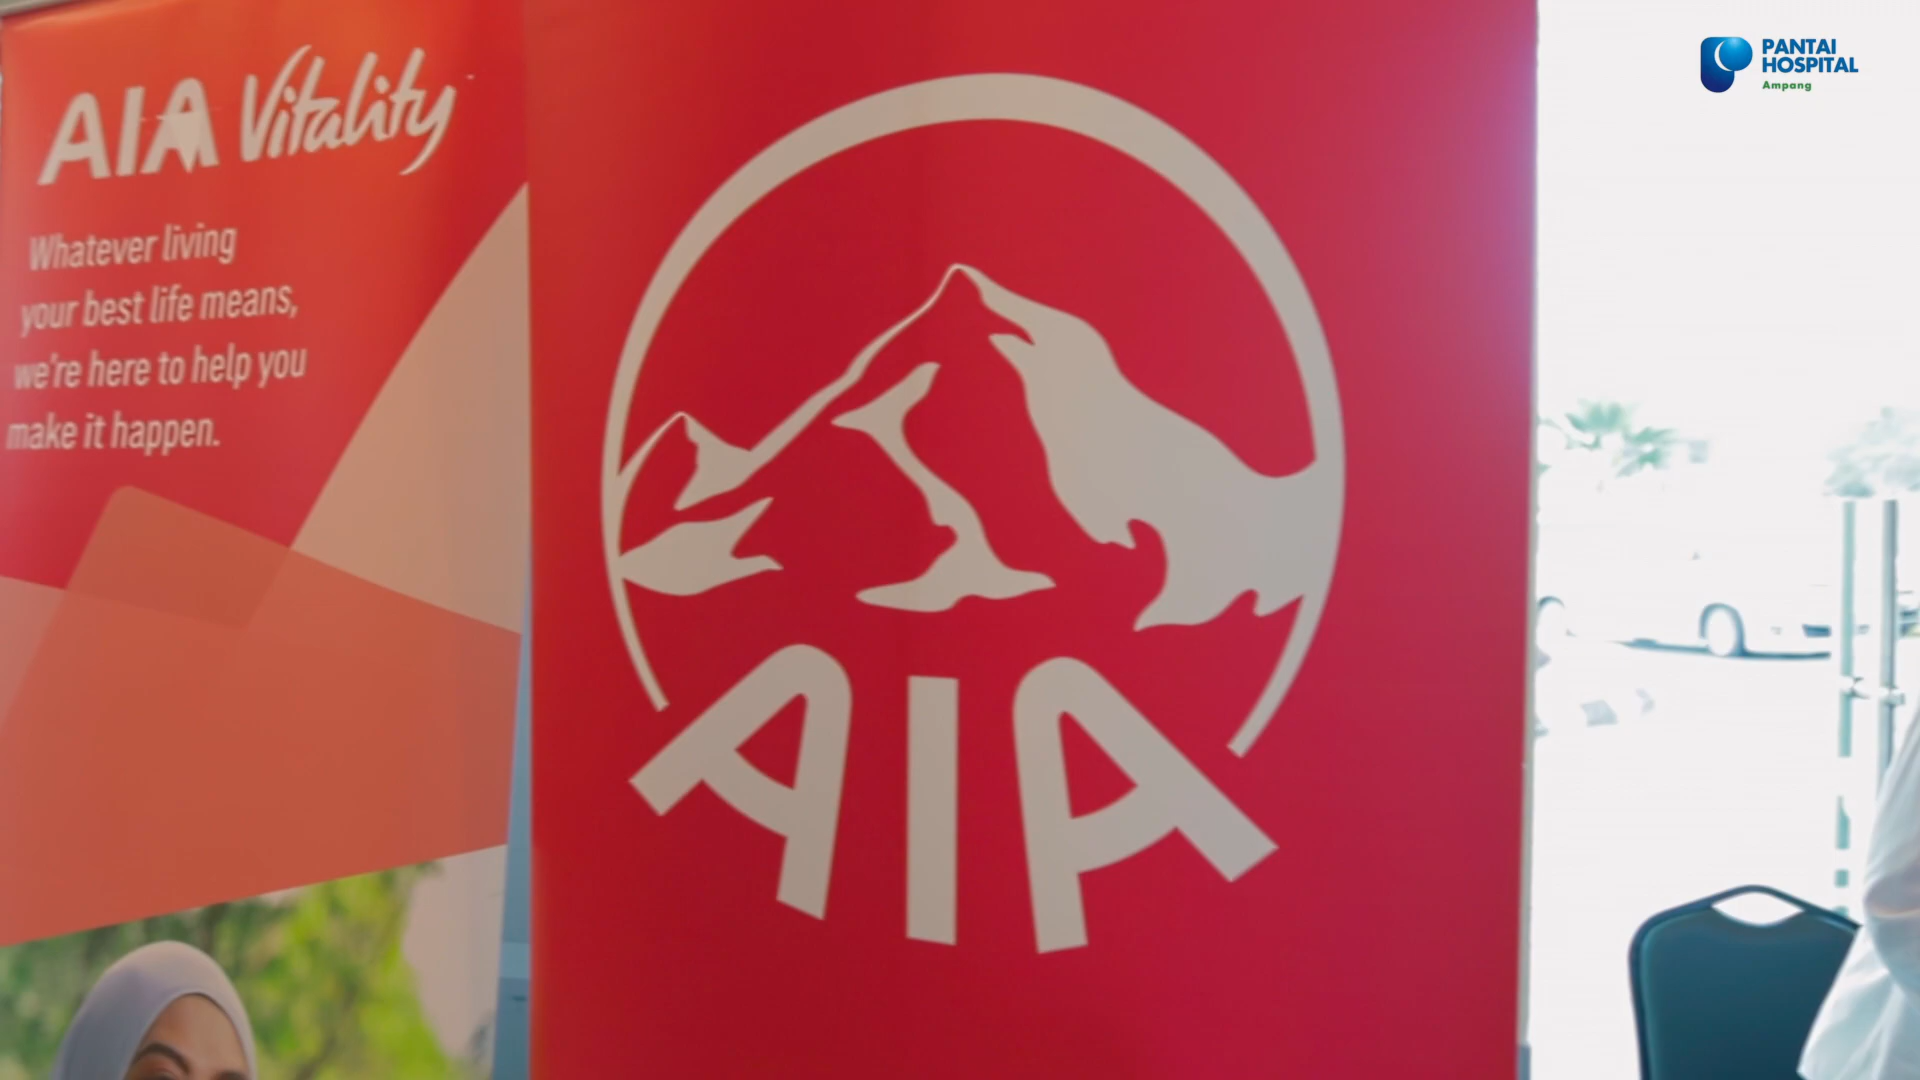 AIA Vitality
Whatever living
your best life means,
we're here to help you
make it happen.
AIA
PANTAI
HOSPITAL
Ampang